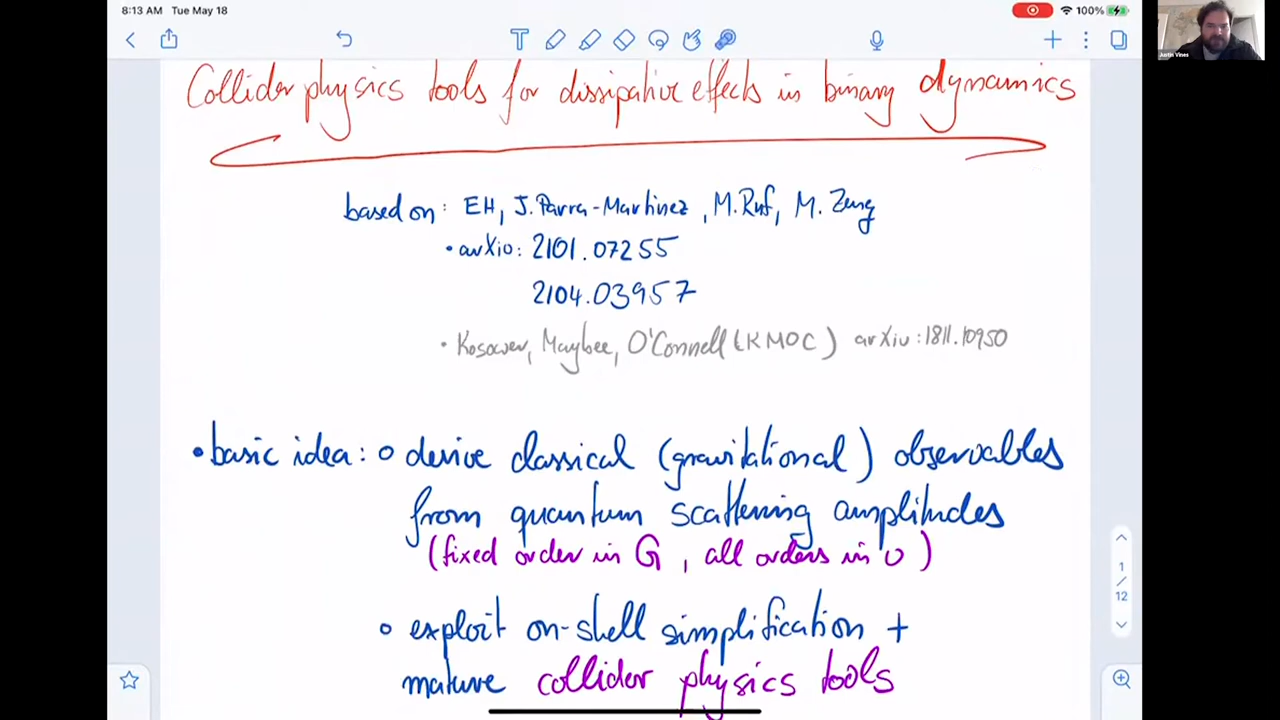 8:13 AM Tue May 18
100%
Justin Vines
Collider physics tools for dissipative effects in binary dynamics
based on: EH, J. Parra-Martinez, M. Ruf, M. Zeng
• arXiv: 2101.07255
2104.03957
• Kosower, Maybee, O'Connell (KMOC) arXiv: 1811.10950
• basic idea: o derive classical (gravitational) observables
from quantum scattering amplitudes
(fixed order in G, all orders in v)
1
/
12
o exploit on-shell simplification +
mature collider physics tools